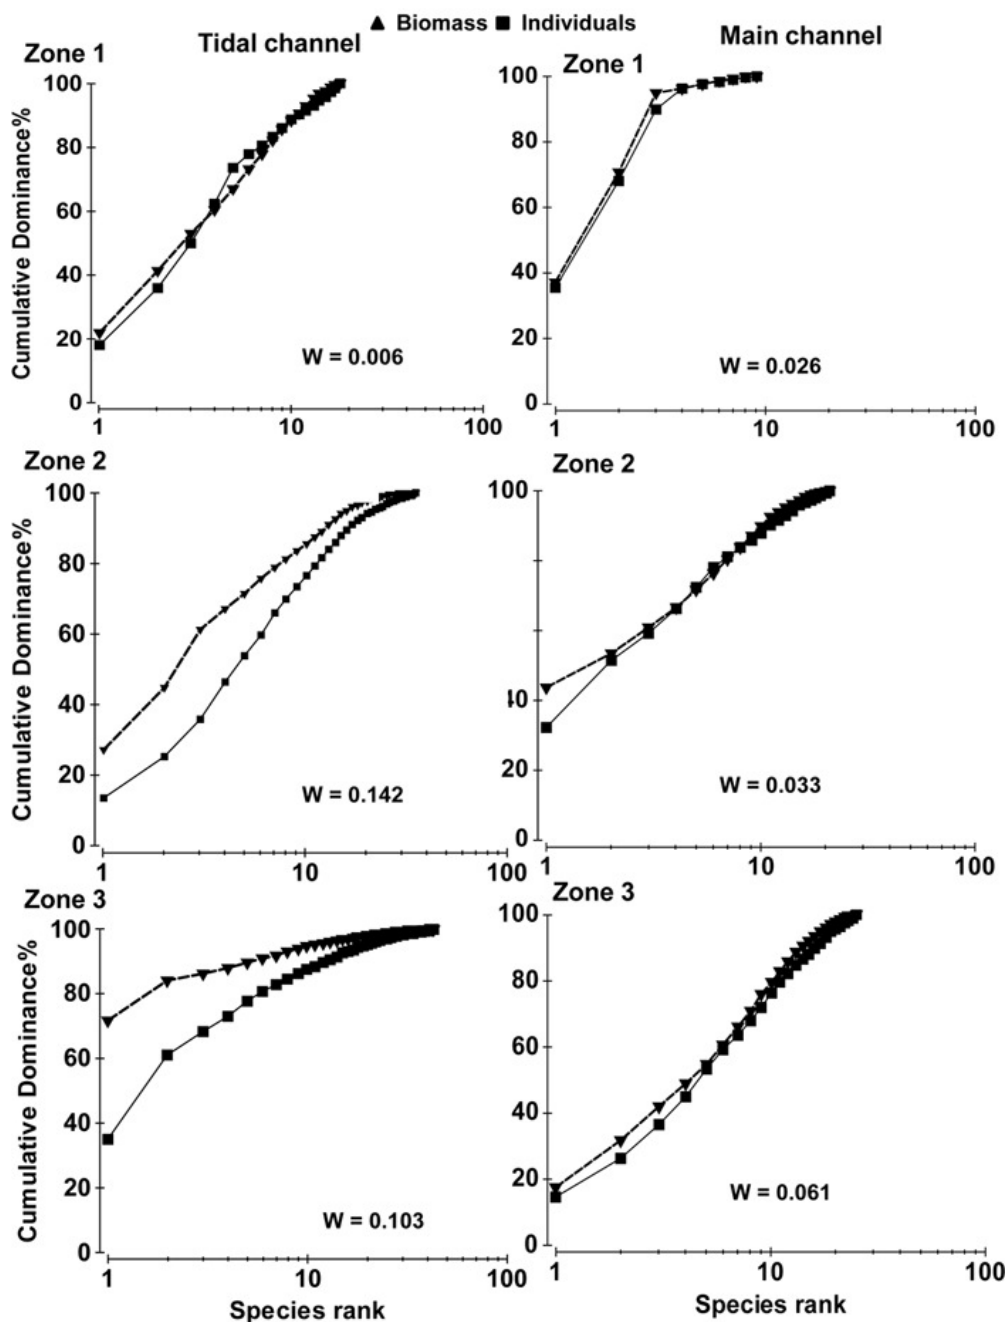 ▲ Biomass ■ Individuals
Tidal channel
Main channel
Zone 1
Cumulative Dominance%
100
80
60
40
20
0
W = 0.006
1
10
100
Zone 1
100
80
60
40
20
0
W = 0.026
1
10
100
Zone 2
Cumulative Dominance%
100
80
60
40
20
0
W = 0.142
1
10
100
Zone 2
100
40
20
0
W = 0.033
1
10
100
Zone 3
Cumulative Dominance%
100
80
60
40
20
0
W = 0.103
1
10
100
Species rank
Zone 3
100
80
60
40
20
0
W = 0.061
1
10
100
Species rank